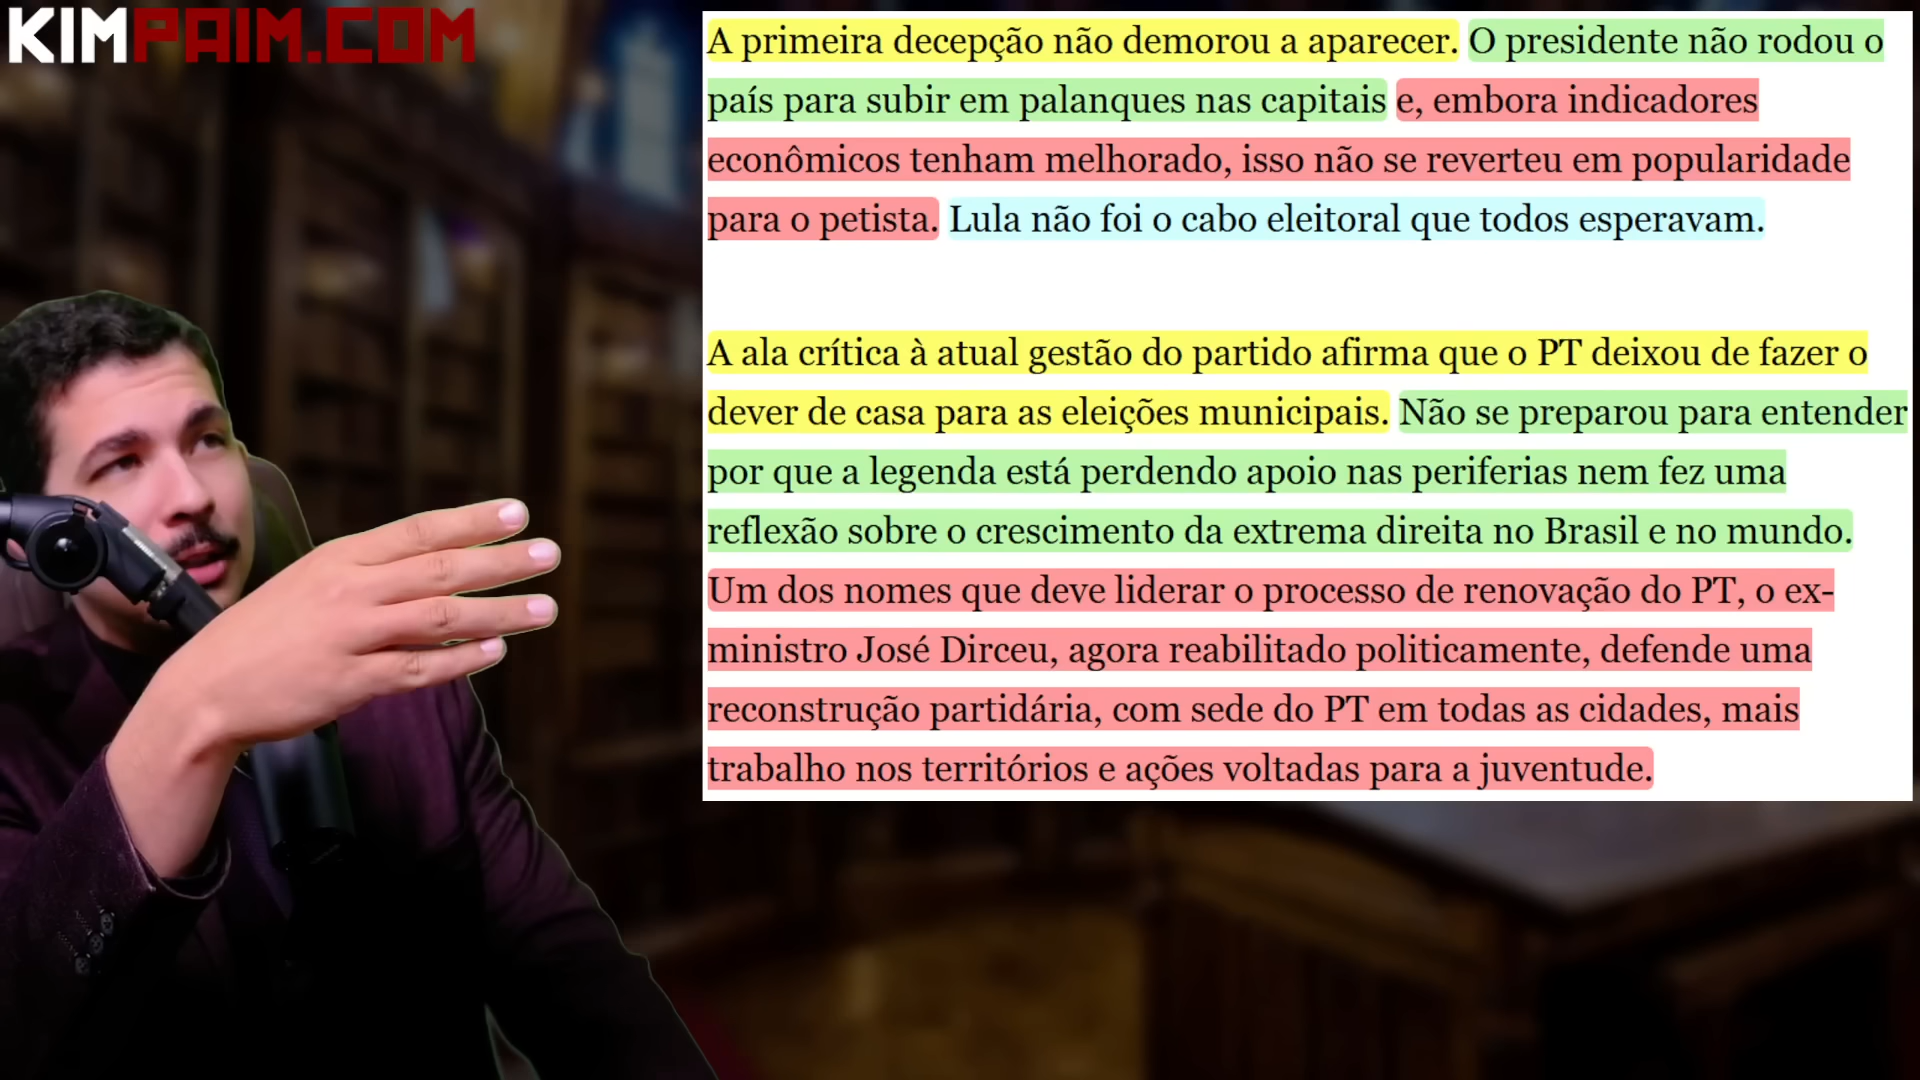 KIMPAIM.COM
A primeira decepção não demorou a aparecer. O presidente não rodou o
país para subir em palanques nas capitais e, embora indicadores
econômicos tenham melhorado, isso não se reverteu em popularidade
para o petista. Lula não foi o cabo eleitoral que todos esperavam.
A ala crítica à atual gestão do partido afirma que o PT deixou de fazer o
dever de casa para as eleições municipais. Não se preparou para entender
por que a legenda está perdendo apoio nas periferias nem fez uma
reflexão sobre o crescimento da extrema direita no Brasil e no mundo.
Um dos nomes que deve liderar o processo de renovação do PT, o ex-
ministro José Dirceu, agora reabilitado politicamente, defende uma
reconstrução partidária, com sede do PT em todas as cidades, mais
trabalho nos territórios e ações voltadas para a juventude.